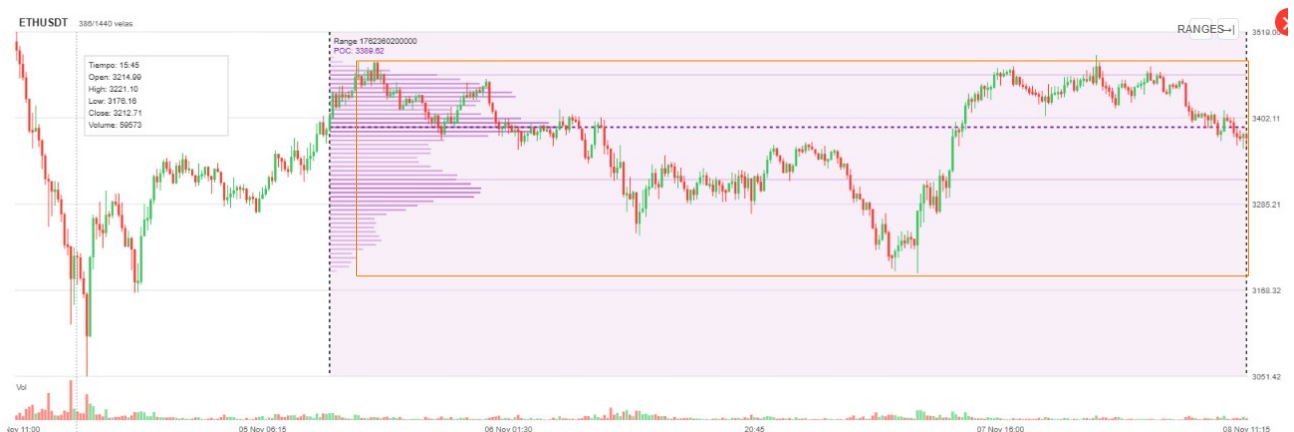 ETHUSDT 386/1440 velas
RANGES→|
3519.00
Range 1762360200000
POC: 3389.62
Tiempo: 15:45
Open: 3214.99
High: 3221.10
Low: 3176.16
Close: 3212.71
Volume: 59573
3402.11
3285.21
3168.32
3051.42
Vol
11:00 05 Nov 06:15 06 Nov 01:30 20:45 07 Nov 16:00 08 Nov 11:15